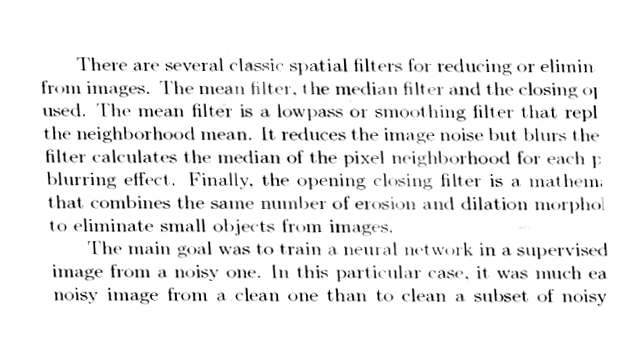 There are several classic spatial filters for reducing or elimin
from images. The mean filter, the median filter and the closing o
used. The mean filter is a lowpass or smoothing filter that repl
the neighborhood mean. It reduces the image noise but blurs the
filter calculates the median of the pixel neighborhood for each p
blurring effect. Finally, the opening closing filter is a mathem
that combines the same number of erosion and dilation morphol
to eliminate small objects from images.
The main goal was to train a neural network in a supervised
image from a noisy one. In this particular case, it was much ea
noisy image from a clean one than to clean a subset of noisy